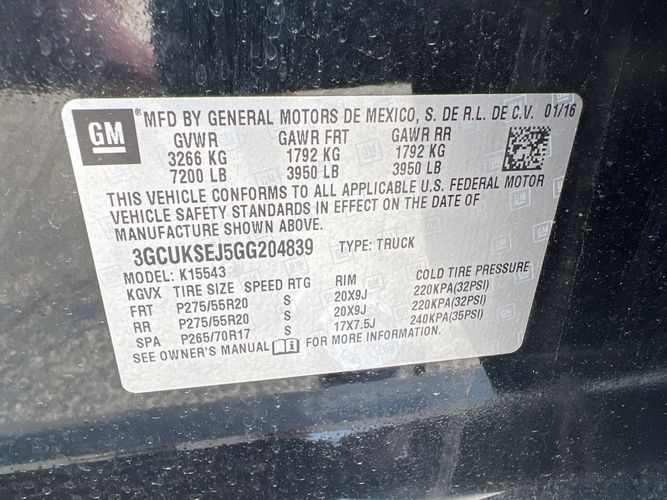 GM ® MFD BY GENERAL MOTORS DE MEXICO, S. DE R.L. DE C.V. 01/16
GVWR GAWR FRT GAWR RR
3266 KG 1792 KG 1792 KG
7200 LB 3950 LB 3950 LB
THIS VEHICLE CONFORMS TO ALL APPLICABLE U.S. FEDERAL MOTOR
VEHICLE SAFETY STANDARDS IN EFFECT ON THE DATE OF
MANUFACTURE SHOWN ABOVE.
3GCUKSEJ5GG204839 TYPE: TRUCK
MODEL: K15543
KGVX TIRE SIZE SPEED RTG RIM COLD TIRE PRESSURE
FRT P275/55R20 S 20X9J 220KPA(32PSI)
RR P275/55R20 S 20X9J 220KPA(32PSI)
SPA P265/70R17 S 17X7.5J 240KPA(35PSI)
SEE OWNER'S MANUAL FOR MORE INFORMATION.